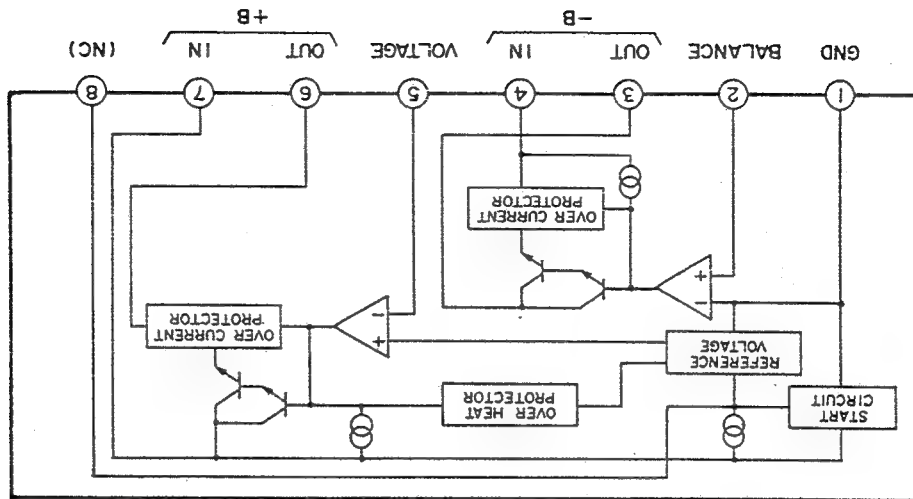 START
CIRCUIT
OVER HEAT
PROTECTOR
REFERENCE
VOLTAGE
+
−
OVER CURRENT
PROTECTOR
−
+
OVER CURRENT
PROTECTOR
1 2 3 4 5 6 7 8
GND BALANCE OUT IN VOLTAGE OUT IN (NC)
−B +B